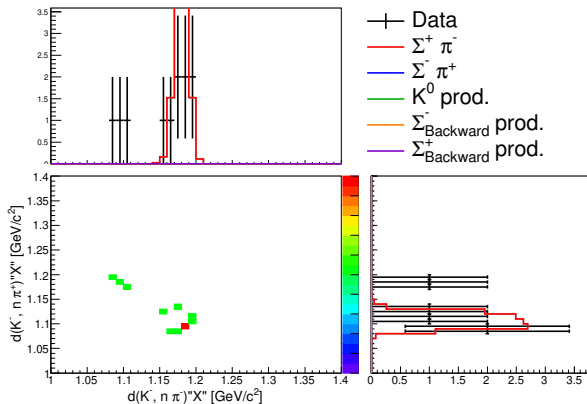 3.5
3
2.5
2
1.5
1
0.5
Data
Σ⁺ π⁻
Σ⁻ π⁺
K⁰ prod.
Σ⁻Backward prod.
Σ⁺Backward prod.
1.4
1.3
1.2
1.1
1.2
1.15
1.1
1.05
d(K⁻, n π⁺)"X" [GeV/c²]
1 1.05 1.1 1.15 1.2 1.25 1.3 1.35 1.4
0
0 0.5 1 1.5 2 2.5 3 3.5
d(K⁻, n π⁻)"X" [GeV/c²]